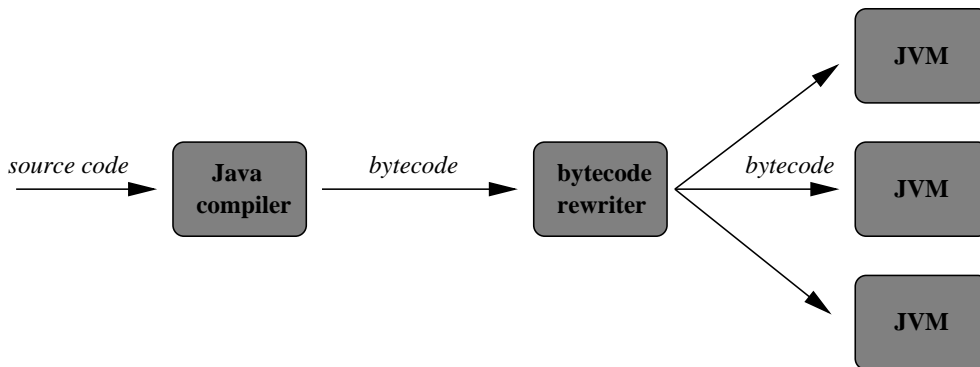 JVM
source code
Java
compiler
bytecode
bytecode
rewriter
bytecode
JVM
JVM